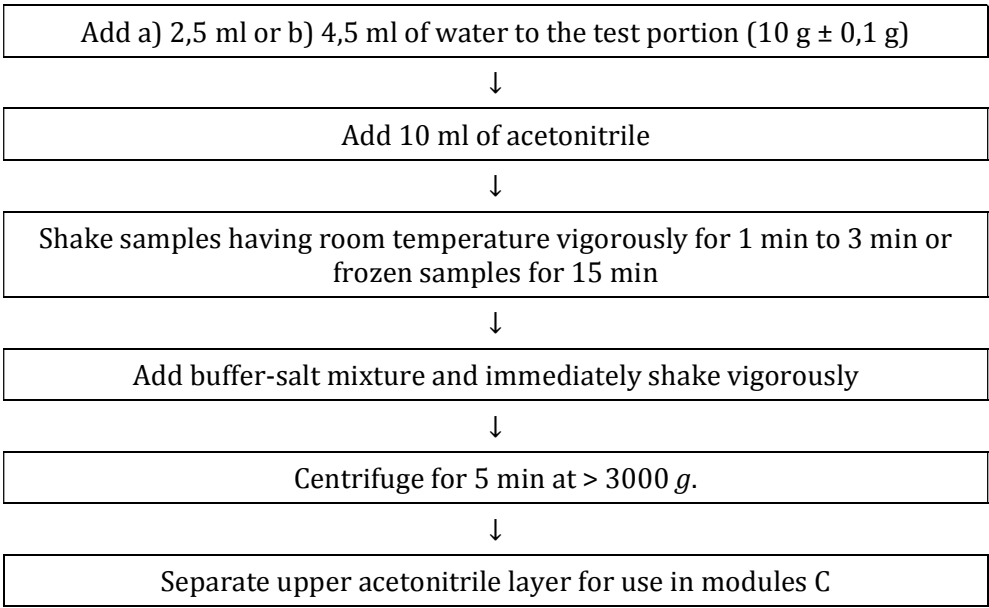 Add a) 2,5 ml or b) 4,5 ml of water to the test portion (10 g ± 0,1 g)
↓
Add 10 ml of acetonitrile
↓
Shake samples having room temperature vigorously for 1 min to 3 min or
frozen samples for 15 min
↓
Add buffer-salt mixture and immediately shake vigorously
↓
Centrifuge for 5 min at > 3000 g.
↓
Separate upper acetonitrile layer for use in modules C